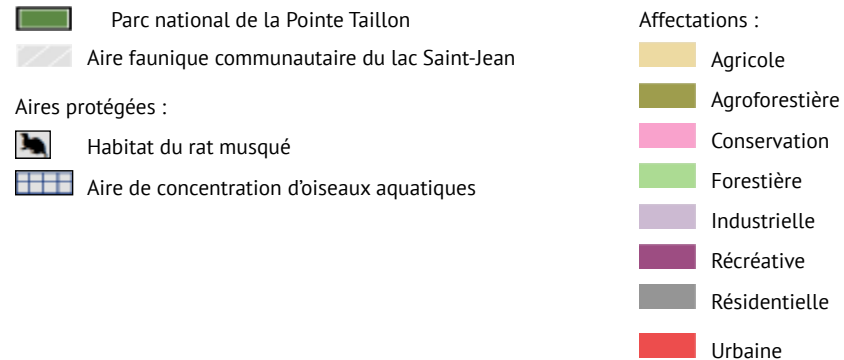 Parc national de la Pointe Taillon
Aire faunique communautaire du lac Saint-Jean
Aires protégées :
Habitat du rat musqué
Aire de concentration d’oiseaux aquatiques
Affectations :
Agricole
Agroforestière
Conservation
Forestière
Industrielle
Récréative
Résidentielle
Urbaine